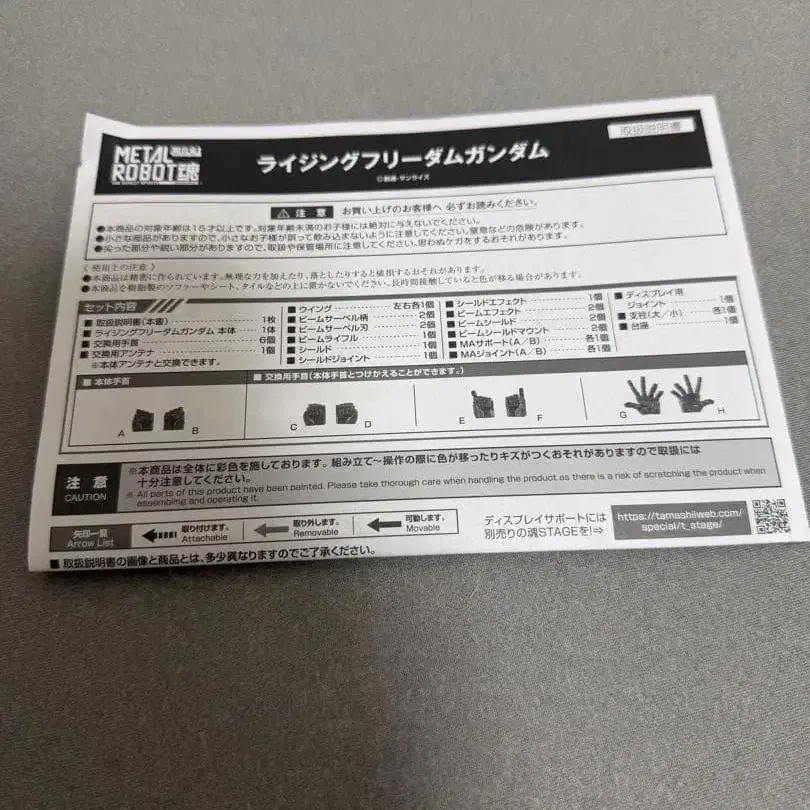 取扱説明書
METAL
ROBOT魂
ライジングフリーダムガンダム
©創通・サンライズ
注 意 お買い上げのお客様へ 必ずお読みください。
●本商品の対象年齢は15才以上です。対象年齢未満のお子様には絶対に与えないでください。
●小さな部品がありますので、小さなお子様が誤って飲み込まないように注意してください。窒息などの危険があります。
●尖った部分や鋭い部分がありますので、取扱や保管場所に注意してください。思わぬケガをするおそれがあります。
〈使用上の注意〉
●本商品は精密に作られています。無理な力を加えたり、落としたりすると破損するおそれがあります。
●本商品を樹脂製のソファーやシート、タイルなどの上に置かないでください。長時間接触していると色が移る場合があります。
セット内容
■ 取扱説明書(本書) 1枚
■ ライジングフリーダムガンダム 本体 1体
■ 交換用手首 6個
■ 交換用アンテナ 1個
※本体アンテナと交換できます。
■ ウイング 左右各1個
■ ビームサーベル柄 2個
■ ビームサーベル刃 2個
■ ビームライフル 1個
■ シールド 1個
■ シールドジョイント 1個
■ シールドエフェクト 1個
■ ビームエフェクト 2個
■ ビームシールド 2個
■ ビームシールドマウント 2個
■ MAサポート(A/B) 各1個
■ MAジョイント(A/B) 各1個
■ ディスプレイ用
ジョイント 1個
■ 支柱(大/小) 各1個
■ 台座 1個
■ 本体手首
■ 交換用手首(本体手首とつけかえることができます。)
A B C D E F G H
注 意
CAUTION
※本商品は全体に彩色を施しております。組み立て～操作の際に色が移ったりキズがつくおそれがありますので取扱には
十分注意してください。
※ All parts of this product have been painted. Please take thorough care when handling the product as there is a risk of scratching the product when
assembling and operating it.
矢印一覧
Arrow List
取り付けます。
Attachable
取り外します。
Removable
可動します。
Movable
ディスプレイサポートには
別売りの魂STAGEを!⇨
https://tamashiiweb.com/
special/t_stage/
■ 取扱説明書の画像と商品とは、多少異なりますのでご了承ください。